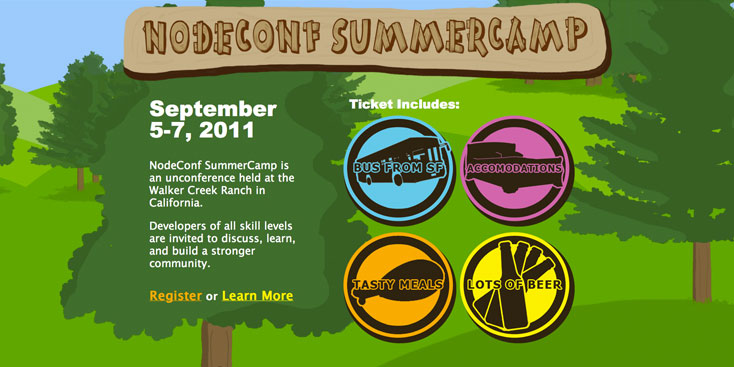 NODECONF SUMMERCAMP
September
5-7, 2011
NodeConf SummerCamp is
an unconference held at the
Walker Creek Ranch in
California.
Developers of all skill levels
are invited to discuss, learn,
and build a stronger
community.
Register or Learn More
Ticket Includes:
BUS FROM SF
ACCOMODATIONS
TASTY MEALS
LOTS OF BEER